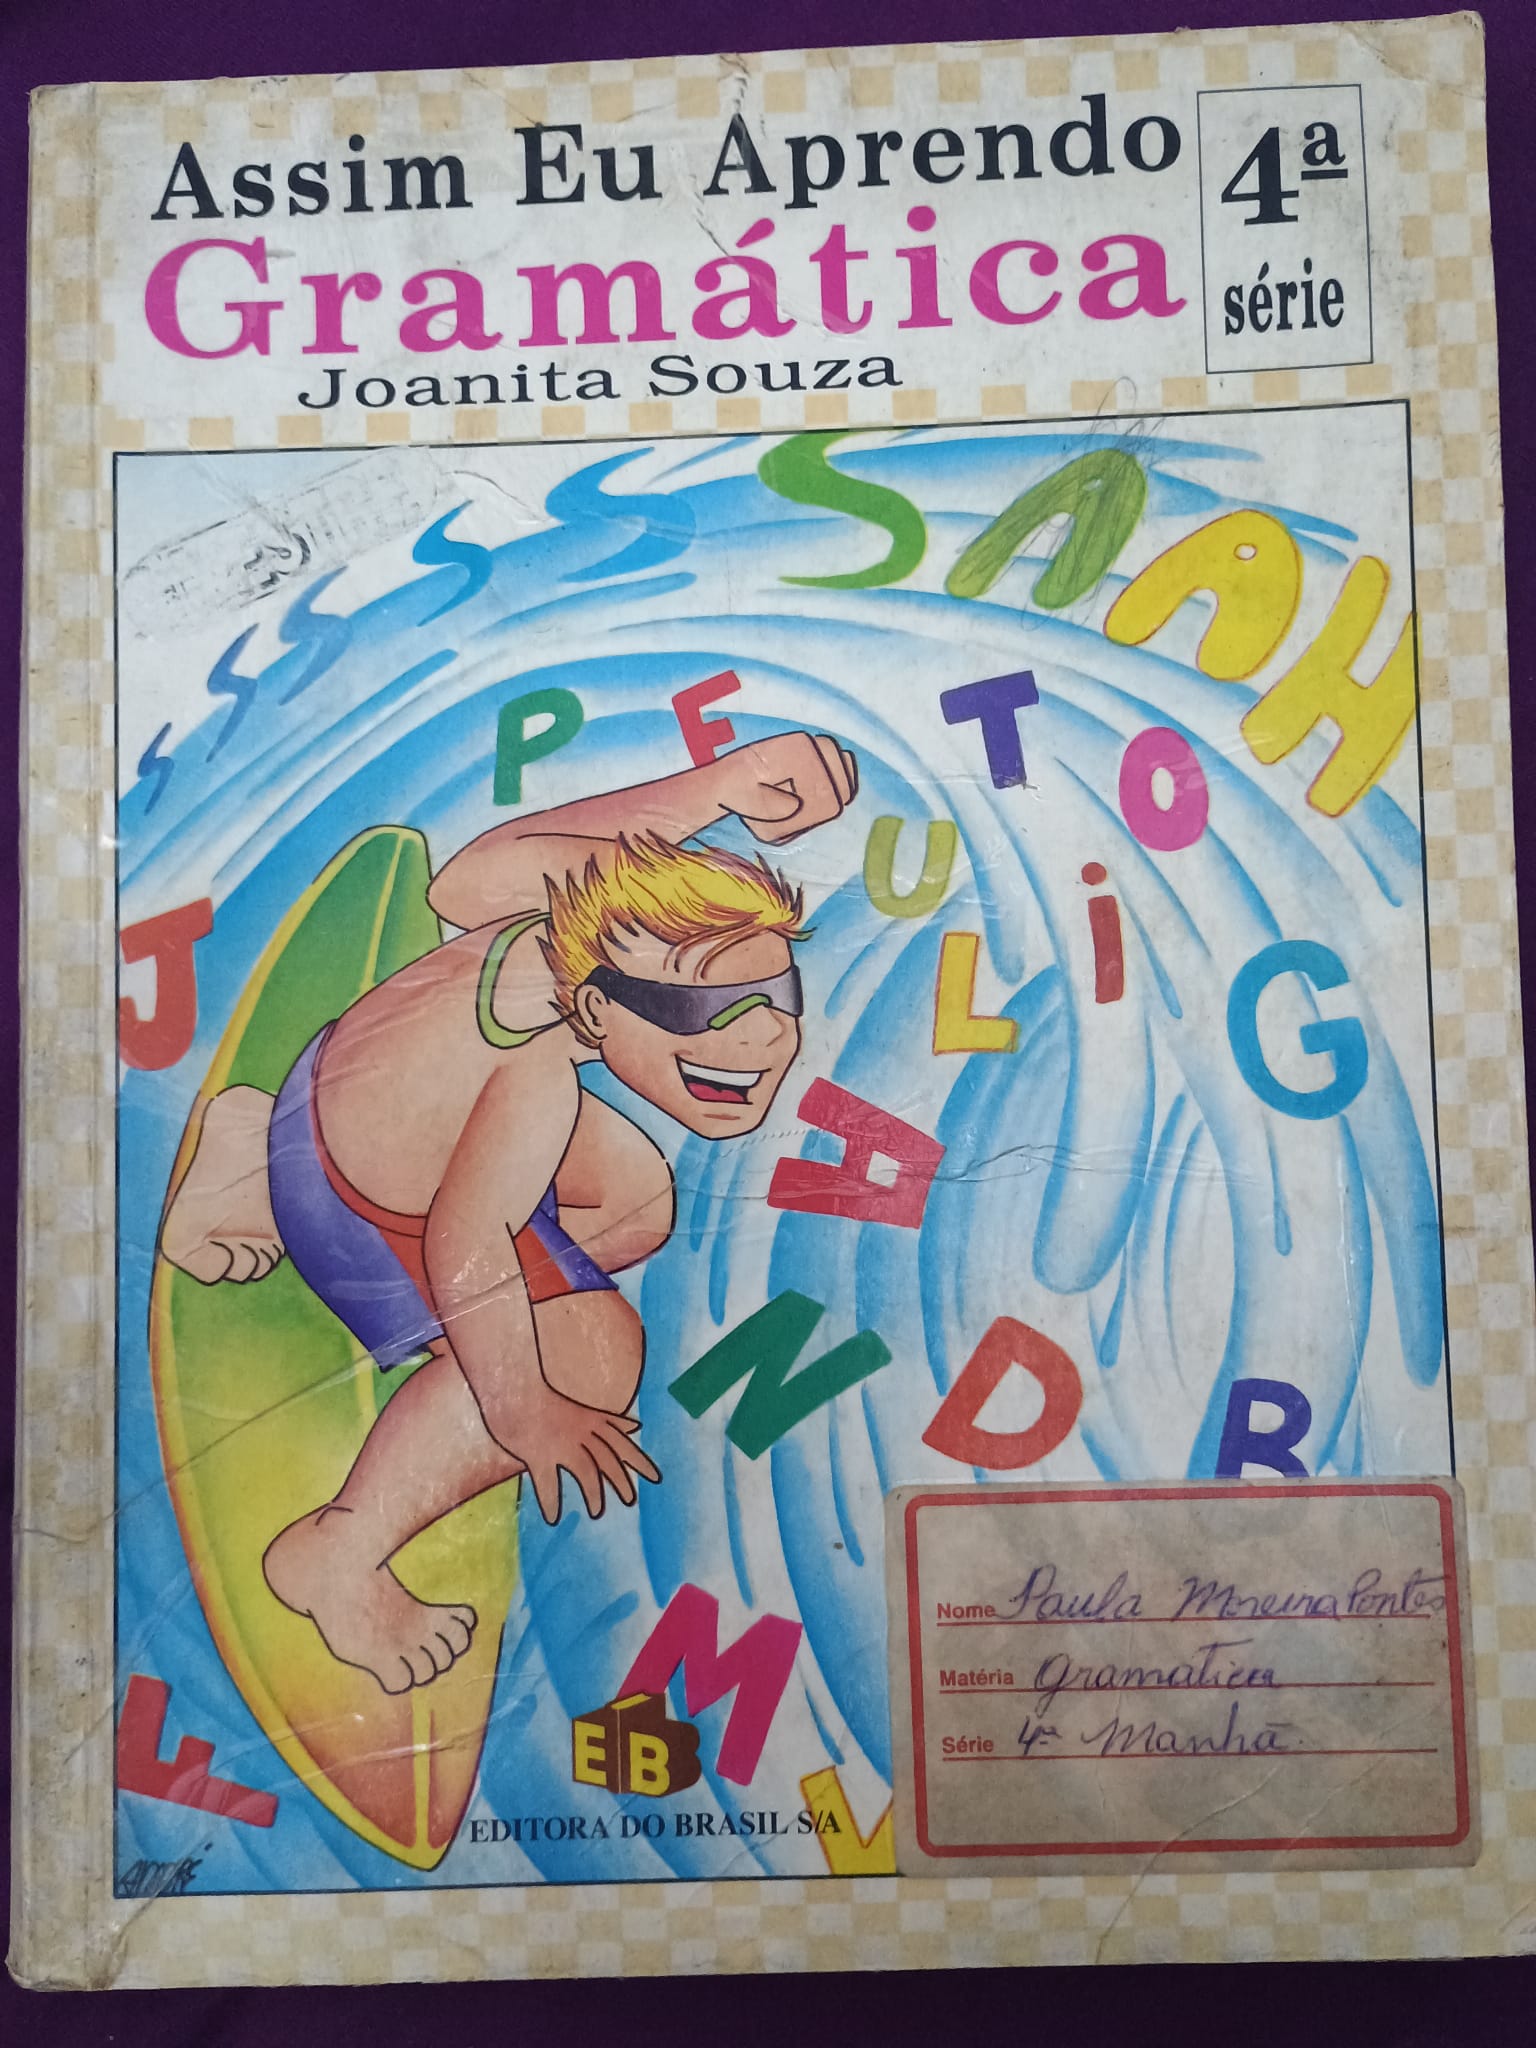 Assim Eu Aprendo
Gramática
Joanita Souza
4ª
série
S S S S S S A A H
P F T O
U i
J L G
A
N D B
M
F
V
EB
EDITORA DO BRASIL S/A
Nome Paula Moreira Pontes
Matéria Gramatica
Série 4ª Manhã.
ANDRÉ